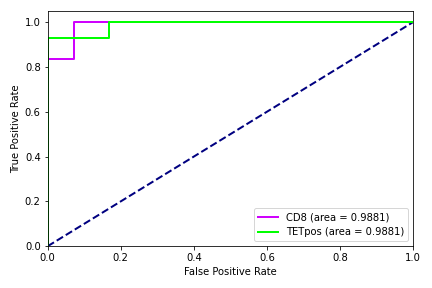 1.0
0.8
0.6
0.4
0.2
0.0
True Positive Rate
CD8 (area = 0.9881)
TETpos (area = 0.9881)
0.0 0.2 0.4 0.6 0.8 1.0
False Positive Rate